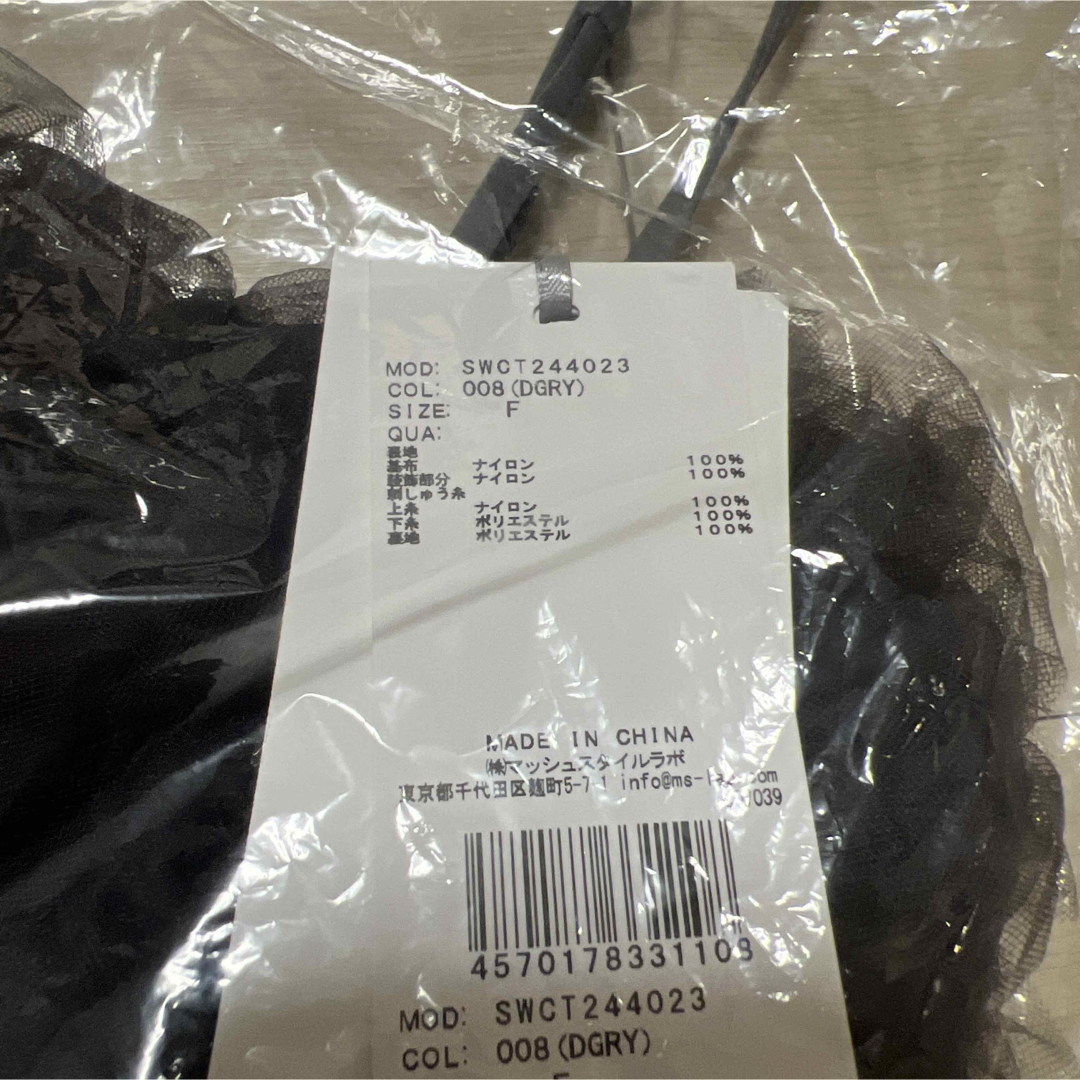 MOD: SWCT244023
COL: 008(DGRY)
SIZE: F
QUA:
表地
基布 ナイロン 100%
装飾部分 ナイロン 100%
刺しゅう糸
上糸 ナイロン 100%
下糸 ポリエステル 100%
裏地 ポリエステル 100%
MADE IN CHINA
㈱マッシュスタイルラボ
東京都千代田区麹町5-7-1
039
4570178331108
MOD: SWCT244023
COL: 008(DGRY)